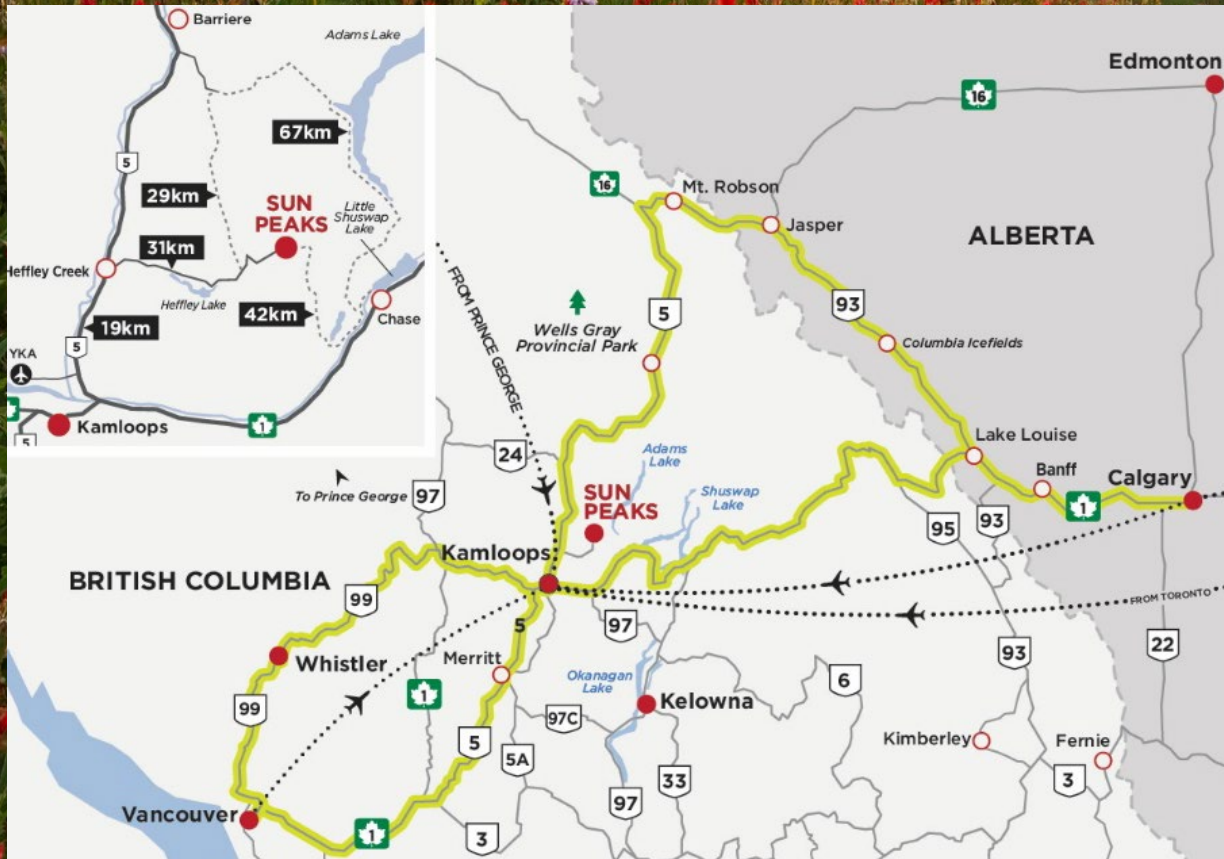 Barriere
Adams Lake
67km
5
29km
SUN
PEAKS
Little
Shuswap
Lake
31km
Heffley Creek
Heffley Lake
42km
Chase
19km
5
YKA
1
Kamloops
5
Edmonton
16
16
Mt. Robson
Jasper
ALBERTA
FROM PRINCE GEORGE
93
5
Wells Gray
Provincial Park
Columbia Icefields
Lake Louise
24
Adams
Lake
Banff
Calgary
To Prince George
97
SUN
PEAKS
Shuswap
Lake
1
95
93
Kamloops
BRITISH COLUMBIA
99
FROM TORONTO
5
97
Whistler
Merritt
93
22
Okanagan
Lake
6
1
Kelowna
99
97C
5
Kimberley
Fernie
5A
33
3
97
Vancouver
1
3